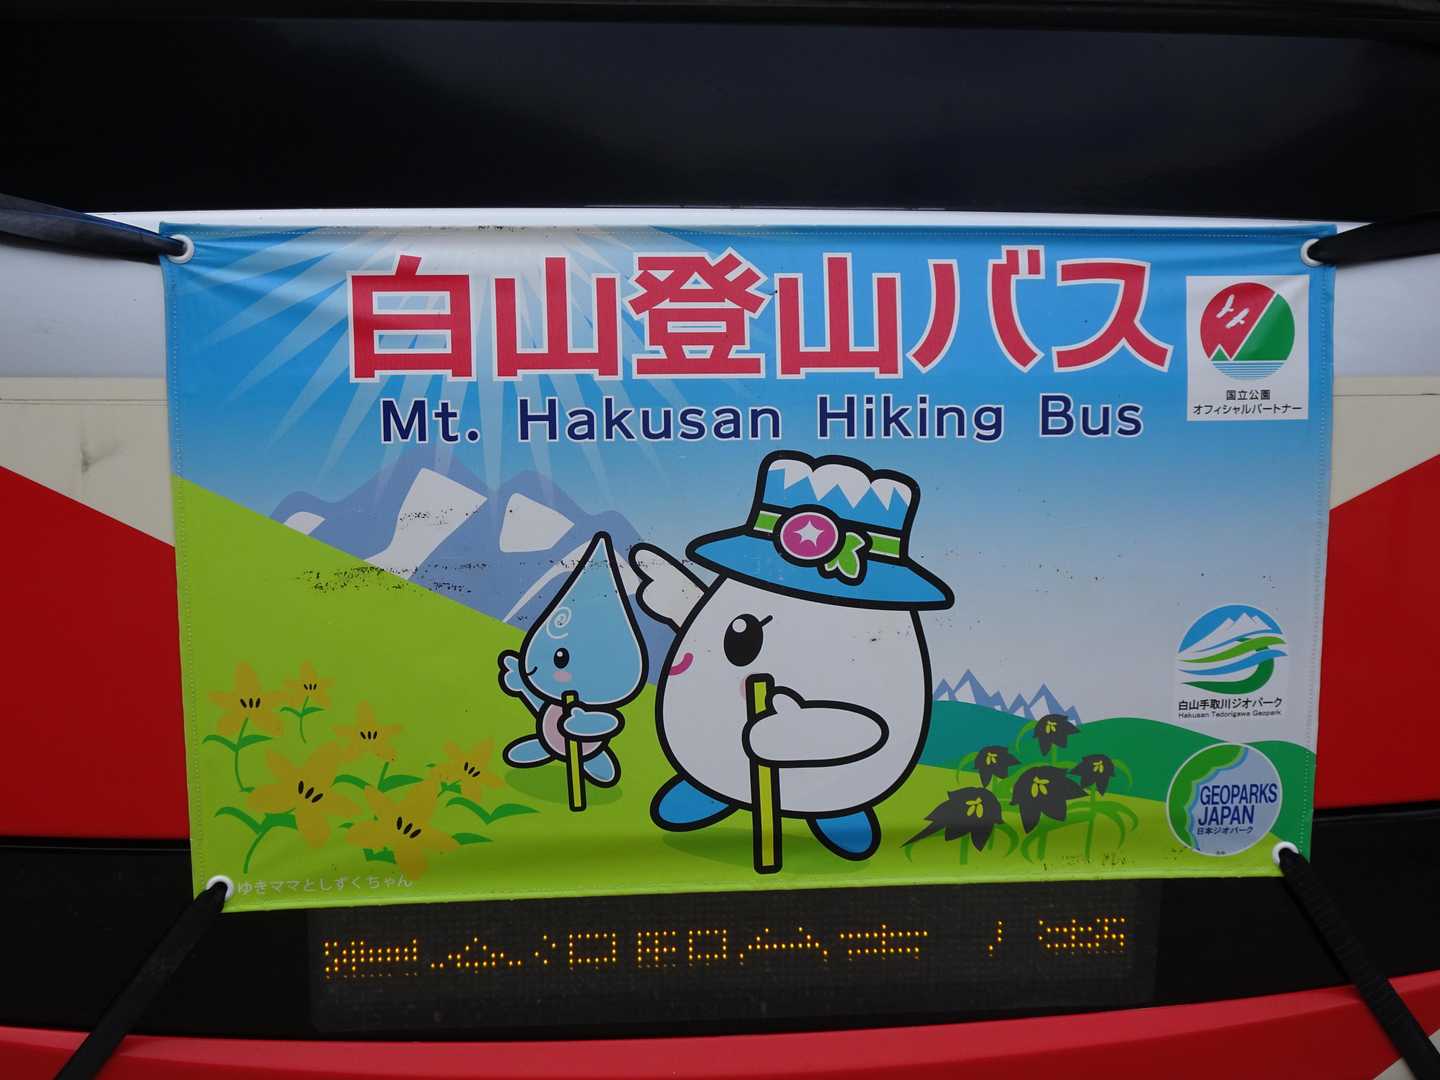 白山登山バス
Mt. Hakusan Hiking Bus
国立公園
オフィシャルパートナー
白山手取川ジオパーク
Hakusan Tedorigawa Geopark
GEOPARKS
JAPAN
日本ジオパーク
ゆきママとしずくちゃん